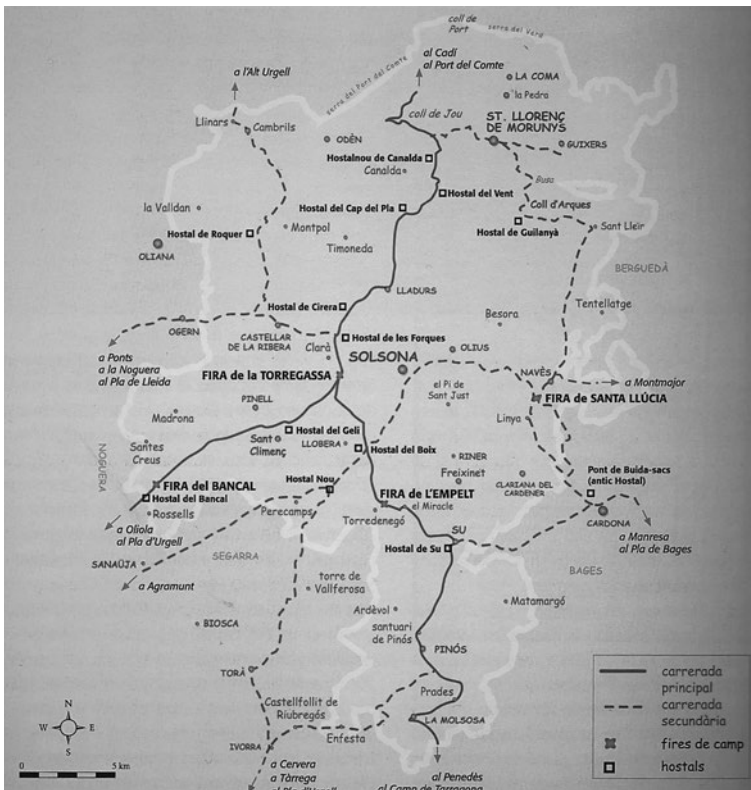 coll de
Port
serra del Verd
serra del Port del Comte
al Cadí
al Port del Comte
a l'Alt Urgell
LA COMA
la Pedra
coll de Jou
ST. LLORENÇ
DE MORUNYS
Llinars
Cambrils
ODÈN
GUIXERS
Hostalnou de Canalda
Canalda
Busa
Hostal del Vent
la Valldan
Hostal del Cap del Pla
Coll d'Arques
Hostal de Roquer
Montpol
Timoneda
Hostal de Guilanyà
Sant Lleïr
OLIANA
BERGUEDÀ
LLADURS
Hostal de Cirera
Besora
Tentellatge
OGERN
CASTELLAR
DE LA RIBERA
Hostal de les Forques
Clarà
SOLSONA
OLIUS
a Ponts
a la Noguera
al Pla de Lleida
FIRA de la TORREGASSA
NAVÈS
a Montmajor
el Pi de
Sant Just
FIRA de SANTA LLÚCIA
PINELL
Madrona
Linya
Hostal del Geli
Sant
Climenç
LLOBERA
Hostal del Boix
Santes
Creus
RINER
NOGUERA
Freixinet
Pont de Buida-sacs
(antic Hostal)
FIRA del BANCAL
Hostal Nou
CLARIANA DEL
CARDENER
Hostal del Bancal
FIRA de L'EMPELT
el Miracle
Rossells
Perecamps
Torredenegó
CARDONA
a Oliola
al Pla d'Urgell
SU
a Manresa
al Pla de Bages
Hostal de Su
SEGARRA
SANAÜJA
BAGES
a Agramunt
torre de
Vallferosa
Matamargó
Ardèvol
BIOSCA
santuari
de Pinós
PINÓS
TORÀ
carrerada
principal
Prades
Castellfollit de
Riubregós
carrerada
secundària
LA MOLSOSA
N
W E
S
Enfesta
IVORRA
fires de camp
hostals
a Cervera
a Tàrrega
al Pla d'Urgell
al Penedès
al Camp de Tarragona
0 5 km